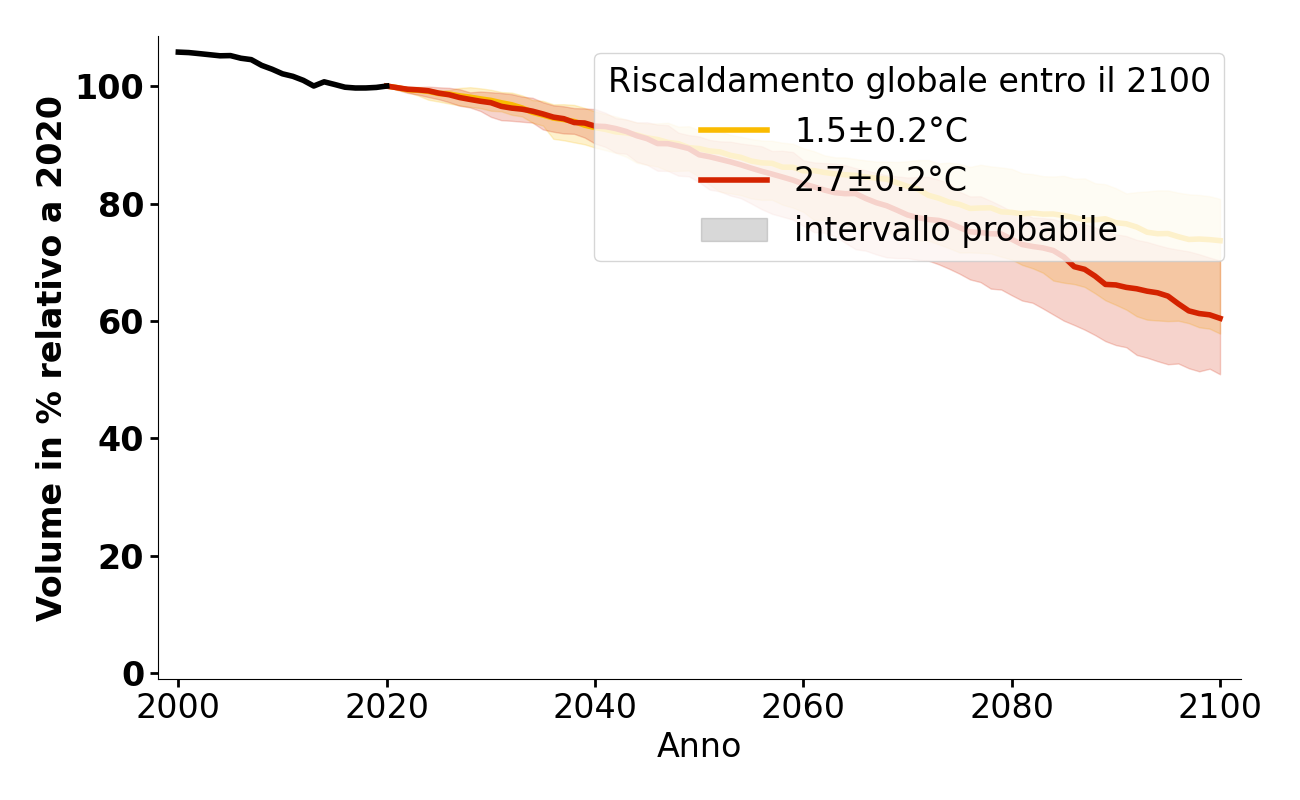 Riscaldamento globale entro il 2100
1.5±0.2°C
2.7±0.2°C
intervallo probabile
Volume in % relativo a 2020
100
80
60
40
20
0
2000 2020 2040 2060 2080 2100
Anno